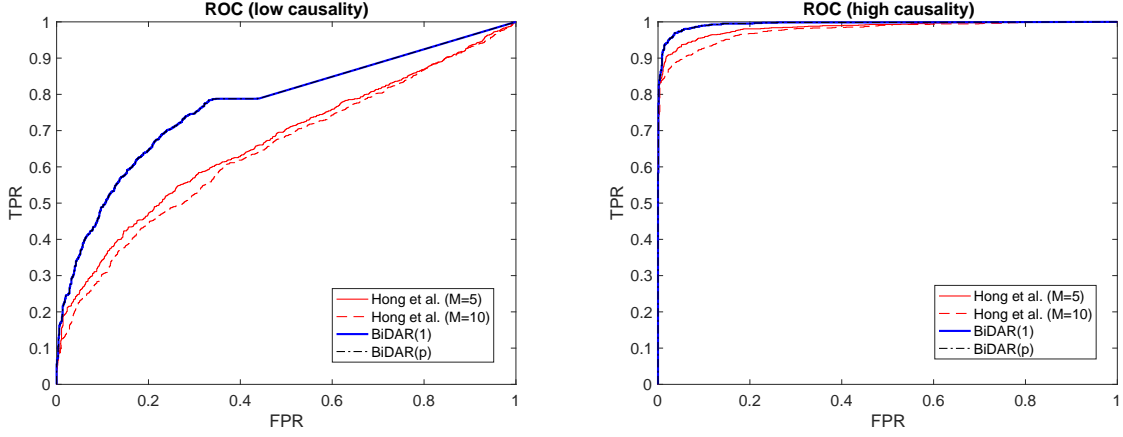 ROC (low causality)
1
0.9
0.8
0.7
0.6
0.5
0.4
0.3
0.2
0.1
0
TPR
0 0.2 0.4 0.6 0.8 1
FPR
Hong et al. (M=5)
Hong et al. (M=10)
BiDAR(1)
BiDAR(p)
ROC (high causality)
1
0.9
0.8
0.7
0.6
0.5
0.4
0.3
0.2
0.1
0
TPR
0 0.2 0.4 0.6 0.8 1
FPR
Hong et al. (M=5)
Hong et al. (M=10)
BiDAR(1)
BiDAR(p)